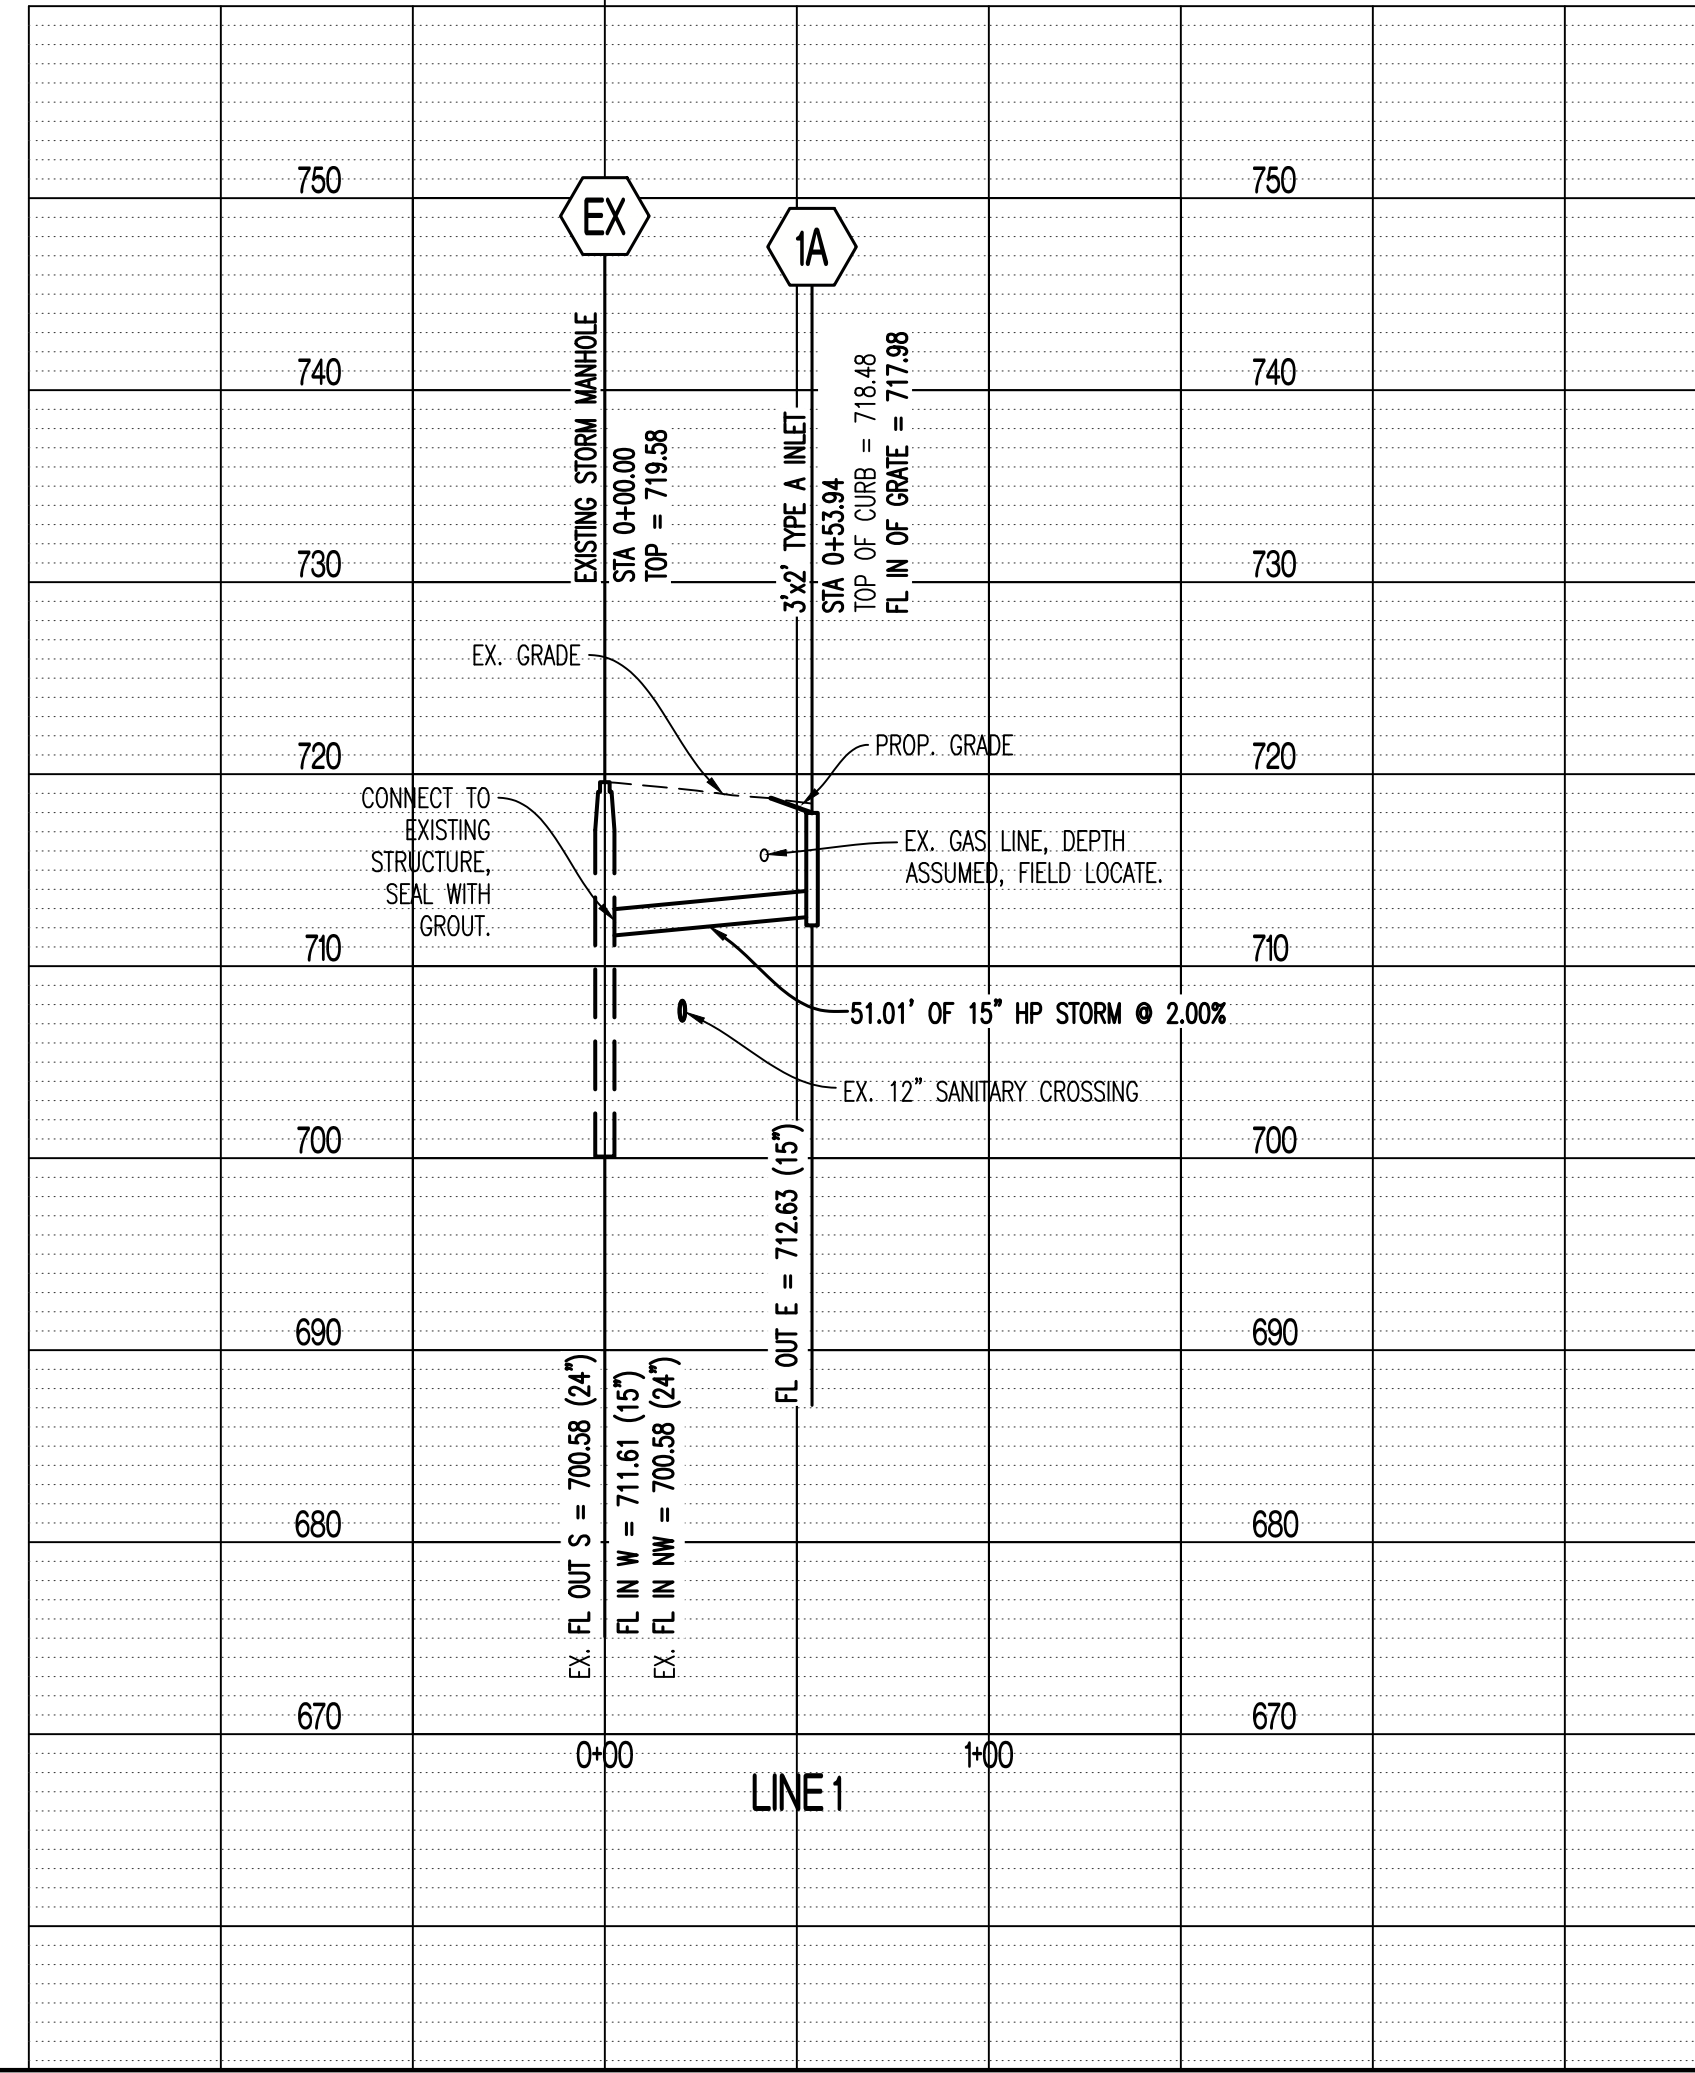 750
750
EX
1A
EXISTING STORM MANHOLE
STA 0+00.00
TOP = 719.58
3'x2' TYPE A INLET
STA 0+53.94
TOP OF CURB = 718.48
FL IN OF GRATE = 717.98
740
740
730
730
EX. GRADE
PROP. GRADE
720
720
CONNECT TO
EXISTING
STRUCTURE,
SEAL WITH
GROUT.
EX. GAS LINE, DEPTH
ASSUMED, FIELD LOCATE.
710
710
51.01' OF 15" HP STORM @ 2.00%
EX. 12" SANITARY CROSSING
700
700
FL OUT E = 712.63 (15")
690
690
EX. FL OUT S = 700.58 (24")
FL IN W = 711.61 (15")
EX. FL IN NW = 700.58 (24")
680
680
670
670
0+00
1+00
LINE 1